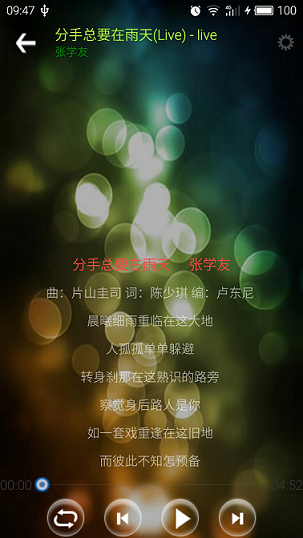 09:47 100
分手总要在雨天(Live) - live
张学友
分手总要在雨天 张学友
曲：片山圭司 词：陈少琪 编：卢东尼
晨曦细雨重临在这大地
人孤孤单单躲避
转身刹那在这熟识的路旁
察觉身后路人是你
如一套戏重逢在这旧地
而彼此不知怎预备
00:00 04:52